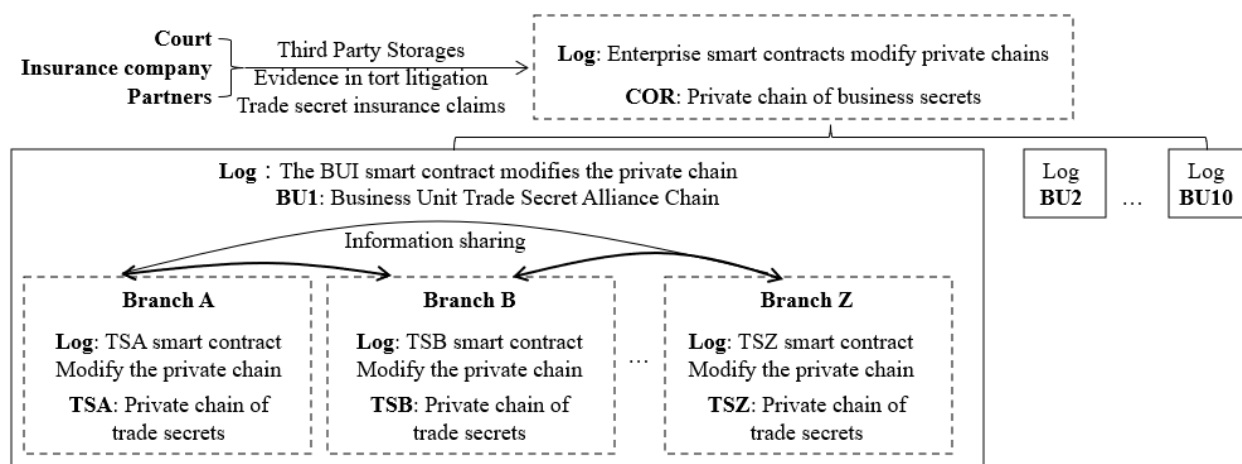 Court
Insurance company
Partners
Third Party Storages
Evidence in tort litigation
Trade secret insurance claims
Log: Enterprise smart contracts modify private chains
COR: Private chain of business secrets
Log：The BUI smart contract modifies the private chain
BU1: Business Unit Trade Secret Alliance Chain
Log
BU2
...
Log
BU10
Information sharing
Branch A
Log: TSA smart contract
Modify the private chain
TSA: Private chain of
trade secrets
Branch B
Log: TSB smart contract
Modify the private chain
TSB: Private chain of
trade secrets
...
Branch Z
Log: TSZ smart contract
Modify the private chain
TSZ: Private chain of
trade secrets